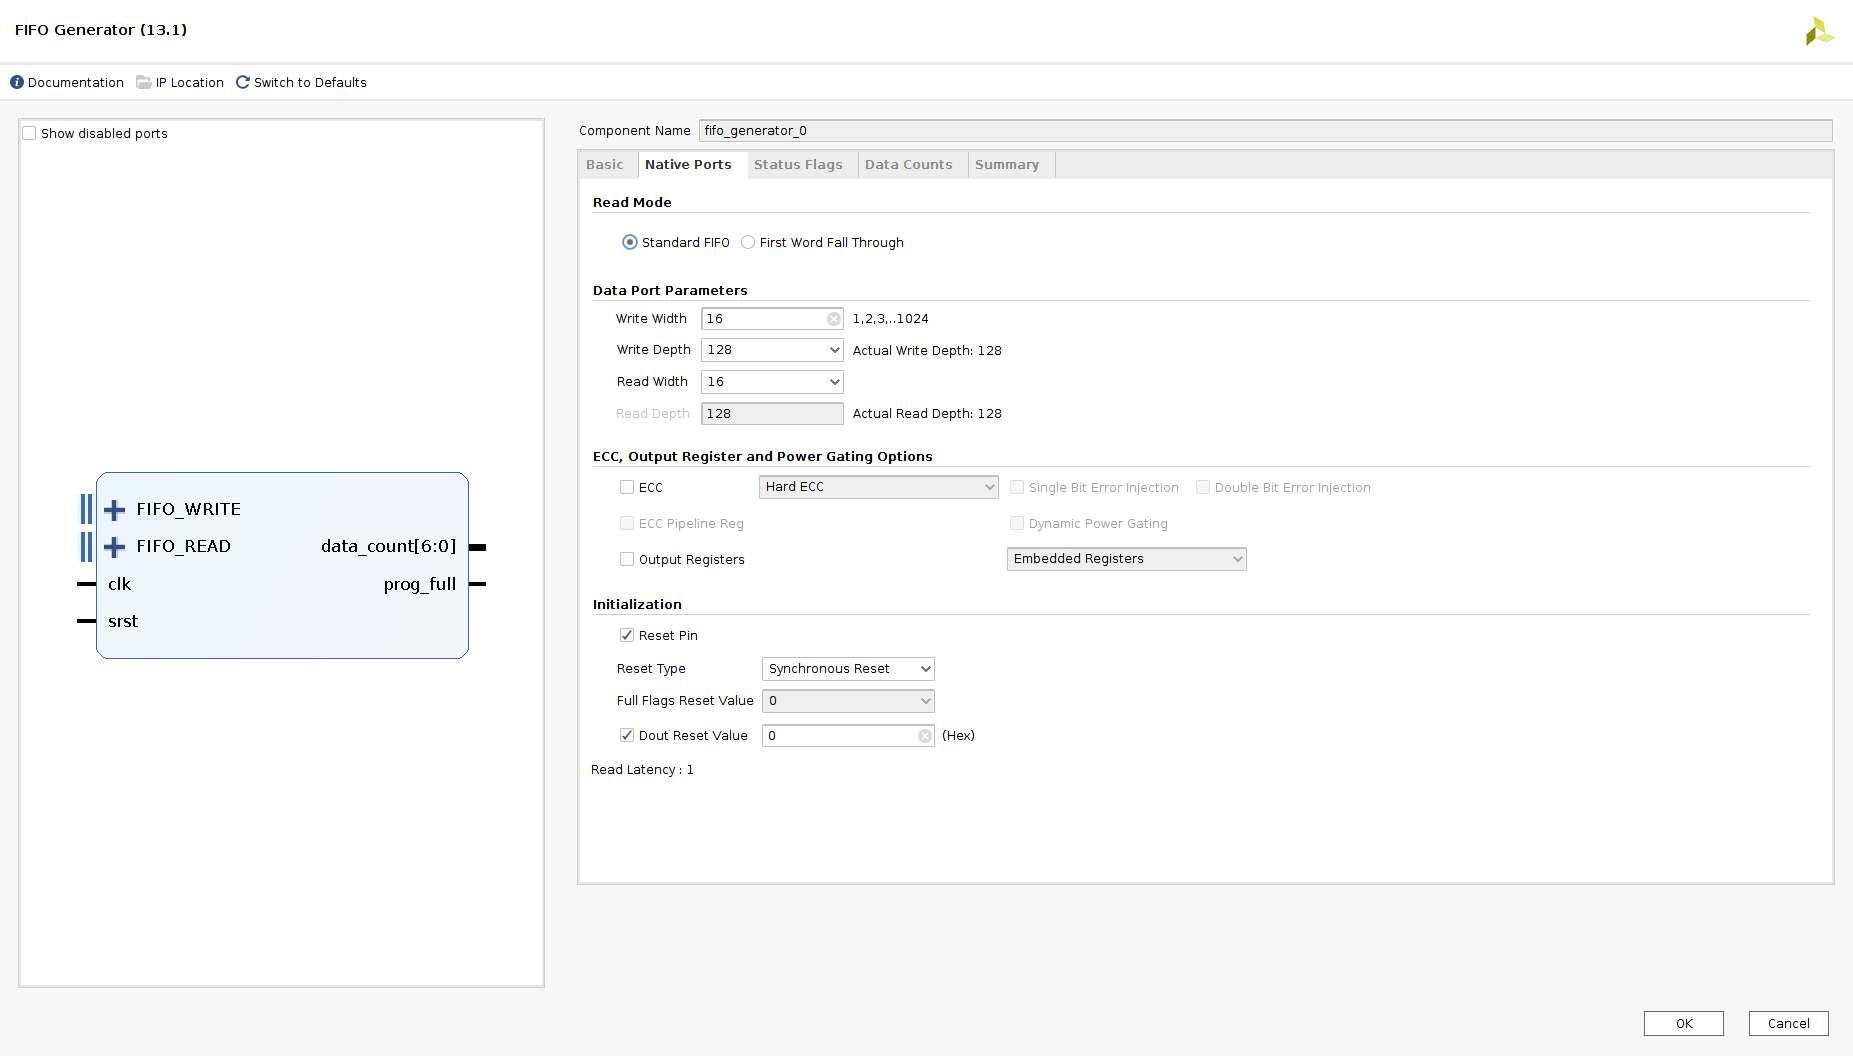 FIFO Generator (13.1)
Documentation IP Location Switch to Defaults
Show disabled ports
FIFO_WRITE
FIFO_READ data_count[6:0]
clk prog_full
srst
Component Name fifo_generator_0
Basic Native Ports Status Flags Data Counts Summary
Read Mode
Standard FIFO First Word Fall Through
Data Port Parameters
Write Width 16 1,2,3,..1024
Write Depth 128 Actual Write Depth: 128
Read Width 16
Read Depth 128 Actual Read Depth: 128
ECC, Output Register and Power Gating Options
ECC Hard ECC Single Bit Error Injection Double Bit Error Injection
ECC Pipeline Reg Dynamic Power Gating
Output Registers Embedded Registers
Initialization
Reset Pin
Reset Type Synchronous Reset
Full Flags Reset Value 0
Dout Reset Value 0 (Hex)
Read Latency : 1
OK Cancel